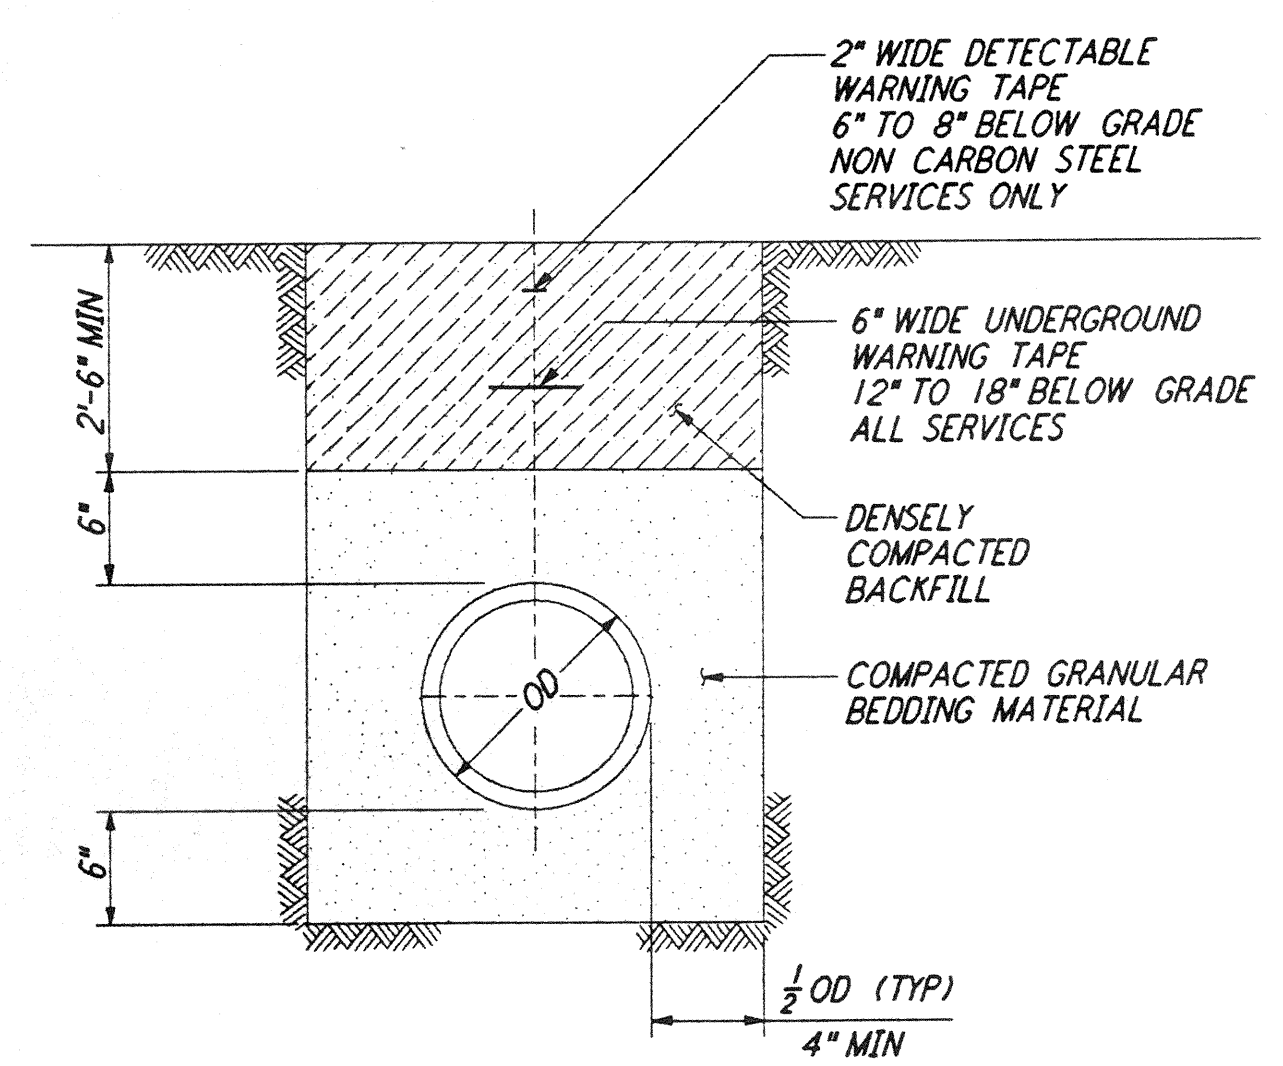 2" WIDE DETECTABLE
WARNING TAPE
6" TO 8" BELOW GRADE
NON CARBON STEEL
SERVICES ONLY
6" WIDE UNDERGROUND
WARNING TAPE
12" TO 18" BELOW GRADE
ALL SERVICES
DENSELY
COMPACTED
BACKFILL
COMPACTED GRANULAR
BEDDING MATERIAL
2'-6" MIN
6"
6"
OD
1/2 OD (TYP)
4" MIN